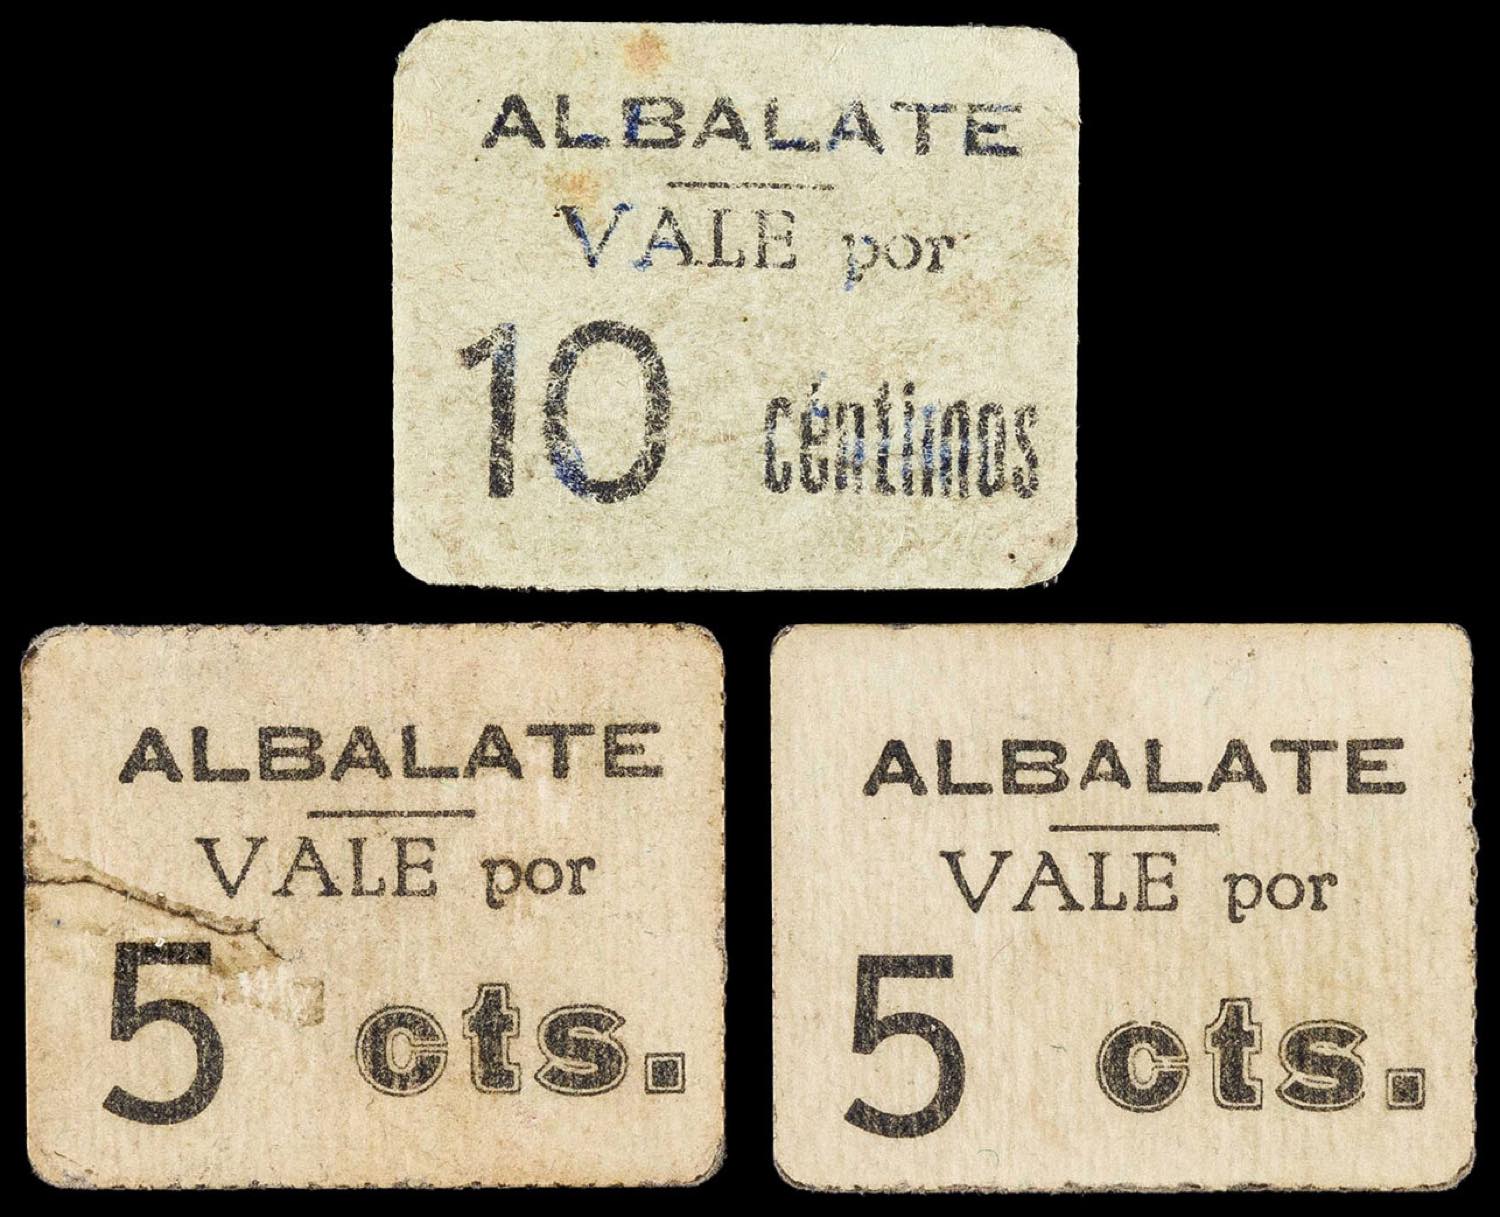 ALBALATE
VALE por
10 céntimos
ALBALATE
VALE por
5 cts.
ALBALATE
VALE por
5 cts.